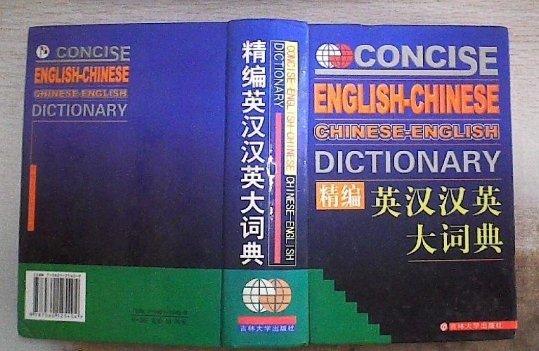 CONCISE
ENGLISH-CHINESE
CHINESE-ENGLISH
DICTIONARY
CONCISE ENGLISH-CHINESE CHINESE-ENGLISH
DICTIONARY
精编英汉汉英大词典
吉林大学出版社
CONCISE
ENGLISH-CHINESE
CHINESE-ENGLISH
DICTIONARY
精编 英汉汉英
大词典
吉林大学出版社